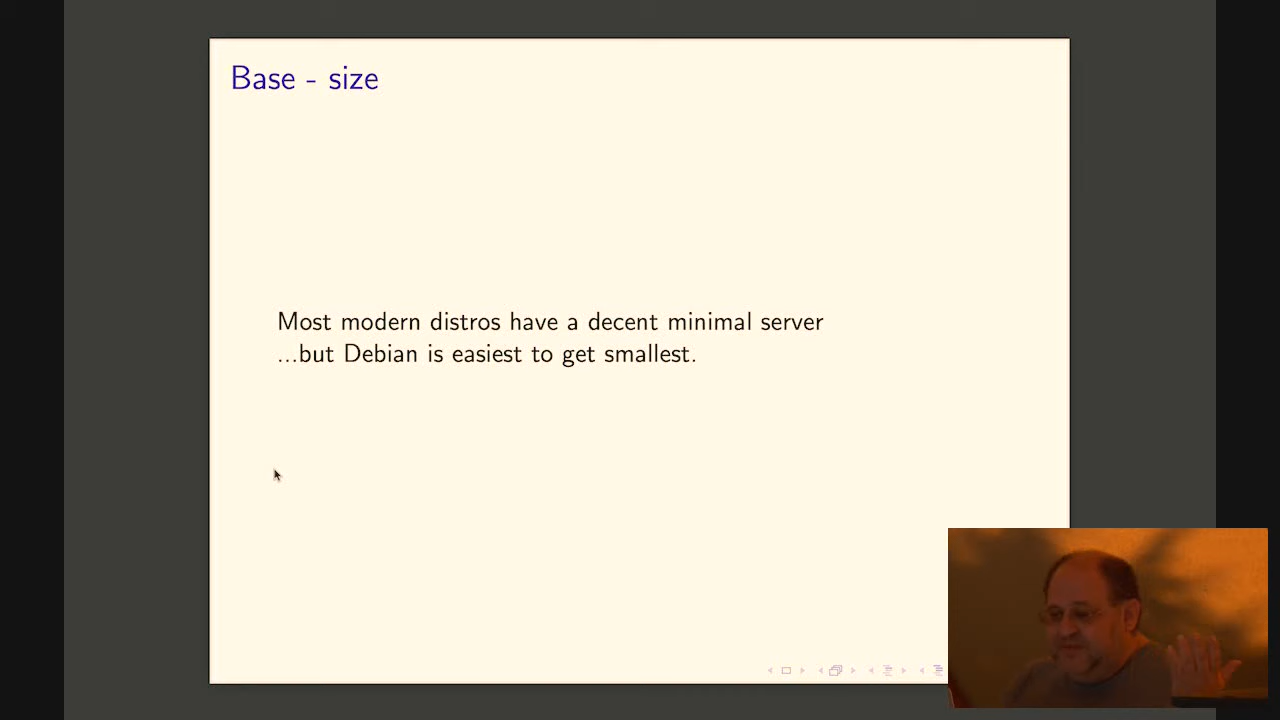 Base - size
Most modern distros have a decent minimal server
...but Debian is easiest to get smallest.